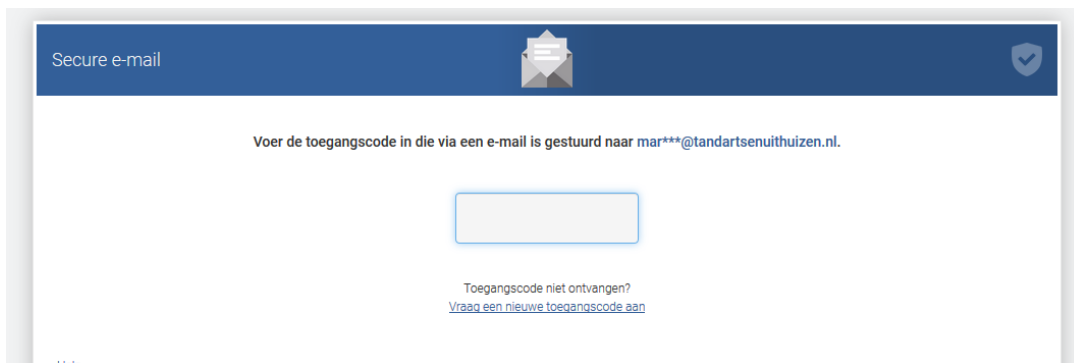 Secure e-mail
Voer de toegangscode in die via een e-mail is gestuurd naar mar***@tandartsenuithuizen.nl.
Toegangscode niet ontvangen?
Vraag een nieuwe toegangscode aan